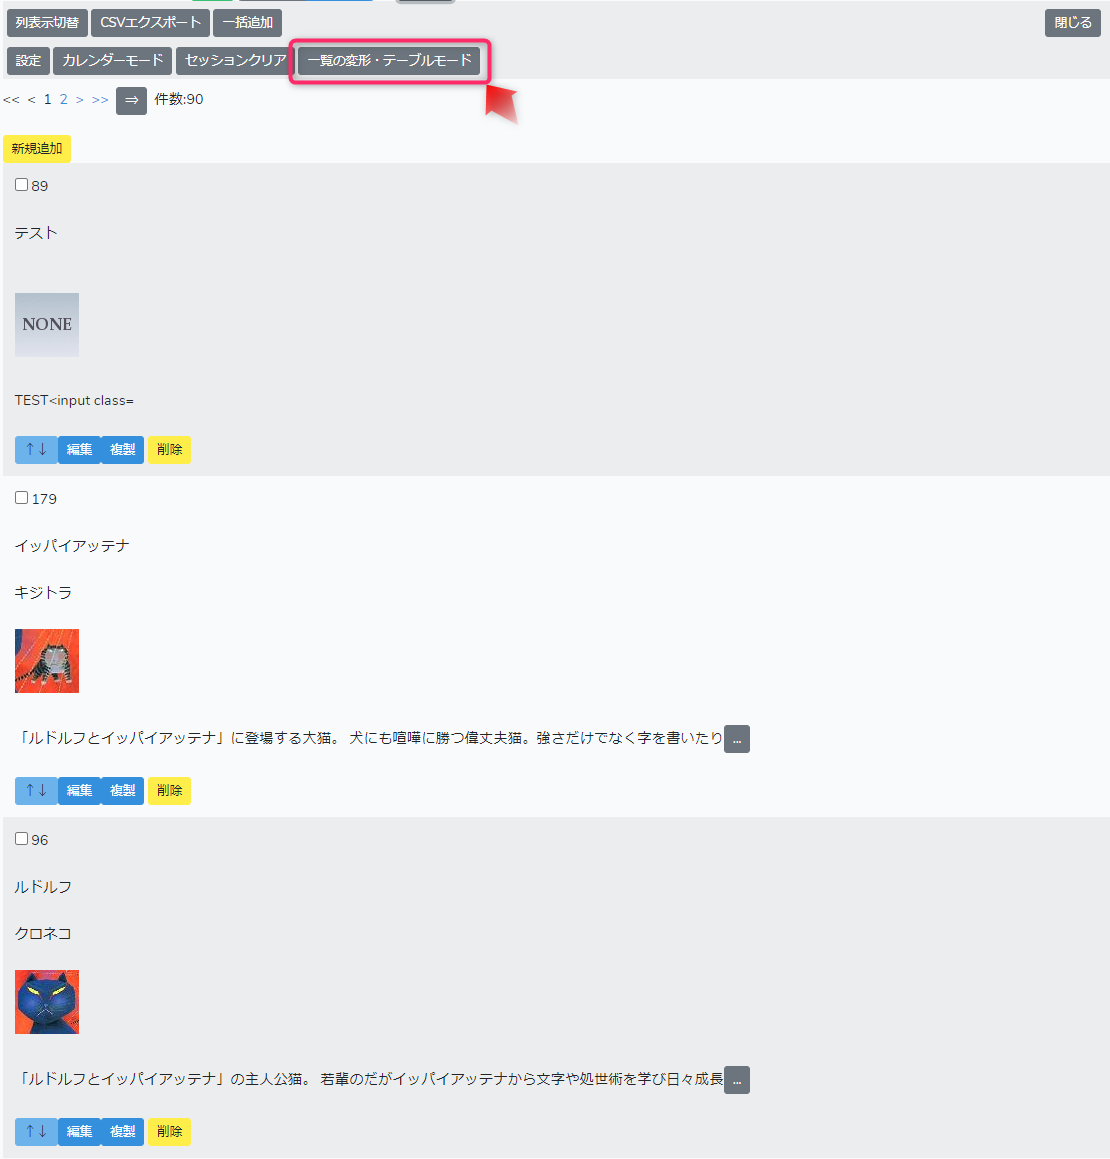 列表示切替 CSVエクスポート 一括追加 閉じる
設定 カレンダーモード セッションクリア 一覧の変形・テーブルモード
<< < 1 2 > >> ⇒ 件数:90
新規追加
89
テスト
NONE
TEST<input class=
↑↓ 編集 複製 削除
179
イッパイアッテナ
キジトラ
「ルドルフとイッパイアッテナ」に登場する大猫。 犬にも喧嘩に勝つ偉丈夫猫。強さだけでなく字を書いたり ...
↑↓ 編集 複製 削除
96
ルドルフ
クロネコ
「ルドルフとイッパイアッテナ」の主人公猫。 若輩のだがイッパイアッテナから文字や処世術を学び日々成長 ...
↑↓ 編集 複製 削除